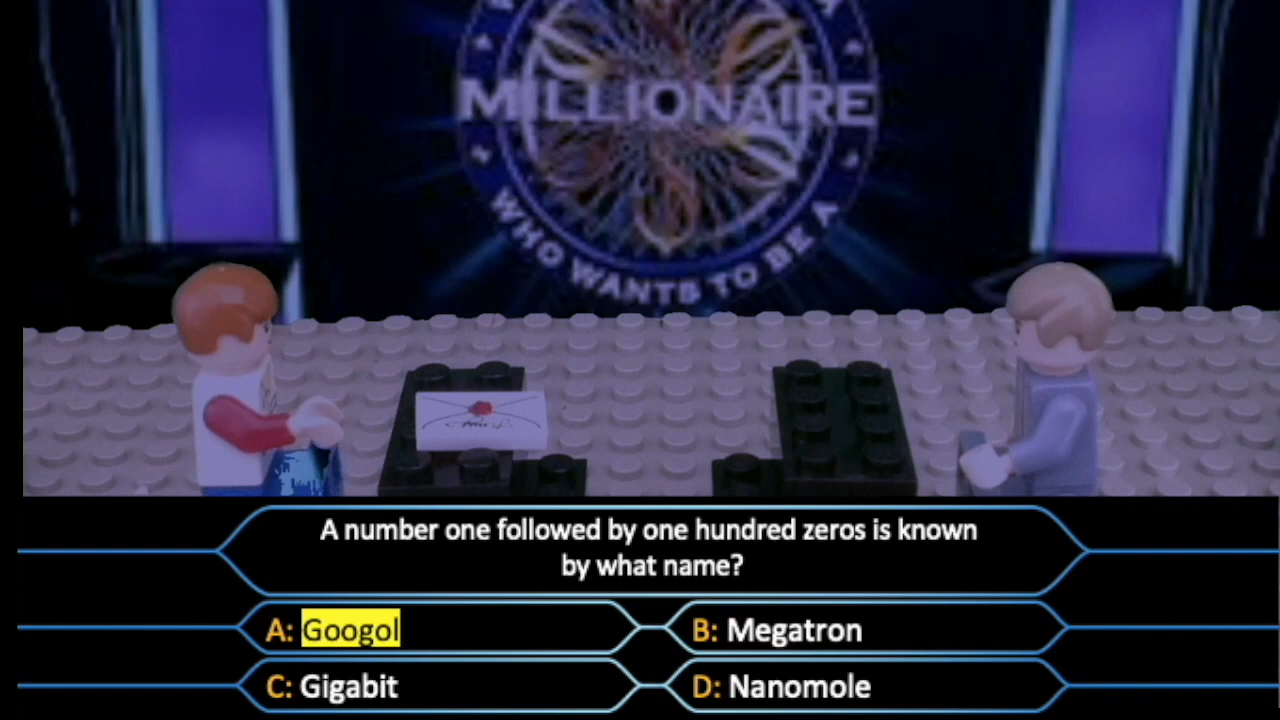 MILLIONAIRE
WHO WANTS TO BE A
A number one followed by one hundred zeros is known
by what name?
A: Googol
B: Megatron
C: Gigabit
D: Nanomole